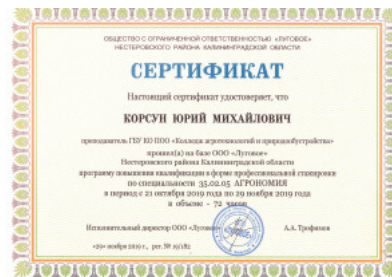 ОБЩЕСТВО С ОГРАНИЧЕННОЙ ОТВЕТСТВЕННОСТЬЮ «ЛУГОВОЕ»
НЕСТЕРОВСКОГО РАЙОНА КАЛИНИНГРАДСКОЙ ОБЛАСТИ
СЕРТИФИКАТ
Настоящий сертификат удостоверяет, что
КОРСУН ЮРИЙ МИХАЙЛОВИЧ
преподаватель ГБУ КО ПОО «Колледж агротехнологий и природообустройства»
прошел(а) на базе ООО «Луговое»
Нестеровского района Калининградской области
программу повышения квалификации в форме профессиональной стажировки
по специальности 35.02.05 АГРОНОМИЯ
в период с 21 октября 2019 года по 29 ноября 2019 года
в объеме - 72 часов
Исполнительный директор ООО «Луговое» А.А. Трофимов
«29» ноября 2019 г., рег. № 19/182